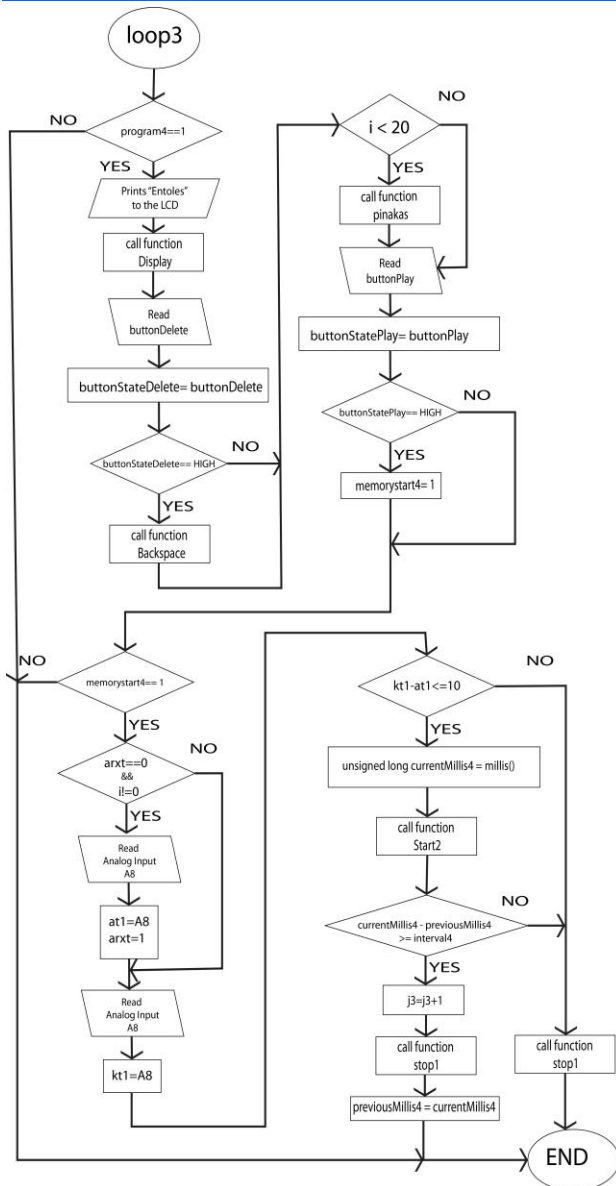 loop3
NO
program4==1
YES
Prints "Entoles"
to the LCD
call function
Display
Read
buttonDelete
buttonStateDelete= buttonDelete
buttonStateDelete== HIGH
NO
YES
call function
Backspace
NO
i < 20
YES
call function
pinakas
Read
buttonPlay
buttonStatePlay= buttonPlay
NO
buttonStatePlay== HIGH
YES
memorystart4= 1
NO
memorystart4== 1
YES
arxt==0
&&
i!=0
NO
YES
Read
Analog Input
A8
at1=A8
arxt=1
Read
Analog Input
A8
kt1=A8
NO
kt1-at1<=10
YES
unsigned long currentMillis4 = millis()
call function
Start2
NO
currentMillis4 - previousMillis4
>= interval4
YES
j3=j3+1
call function
stop1
previousMillis4 = currentMillis4
call function
stop1
END